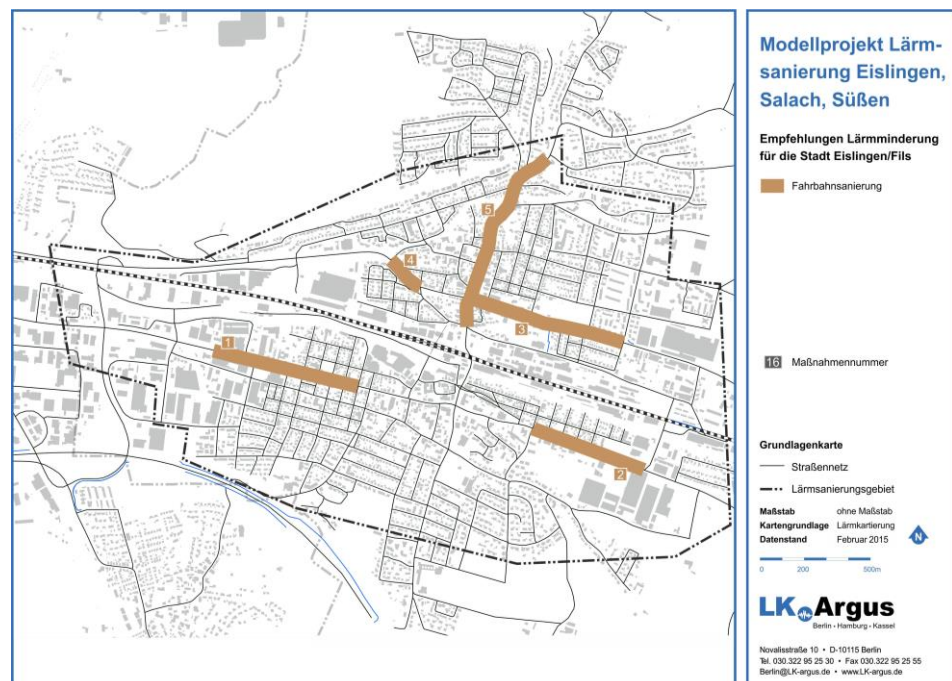 5
4
3
1
2
Modellprojekt Lärm-
sanierung Eislingen,
Salach, Süßen
Empfehlungen Lärmminderung
für die Stadt Eislingen/Fils
Fahrbahnsanierung
16 Maßnahmennummer
Grundlagenkarte
Straßennetz
Lärmsanierungsgebiet
Maßstab ohne Maßstab
Kartengrundlage Lärmkartierung
Datenstand Februar 2015
N
0 200 500m
LK Argus
Berlin • Hamburg • Kassel
Novalisstraße 10 • D-10115 Berlin
Tel. 030.322 95 25 30 • Fax 030.322 95 25 55
Berlin@LK-argus.de • www.LK-argus.de